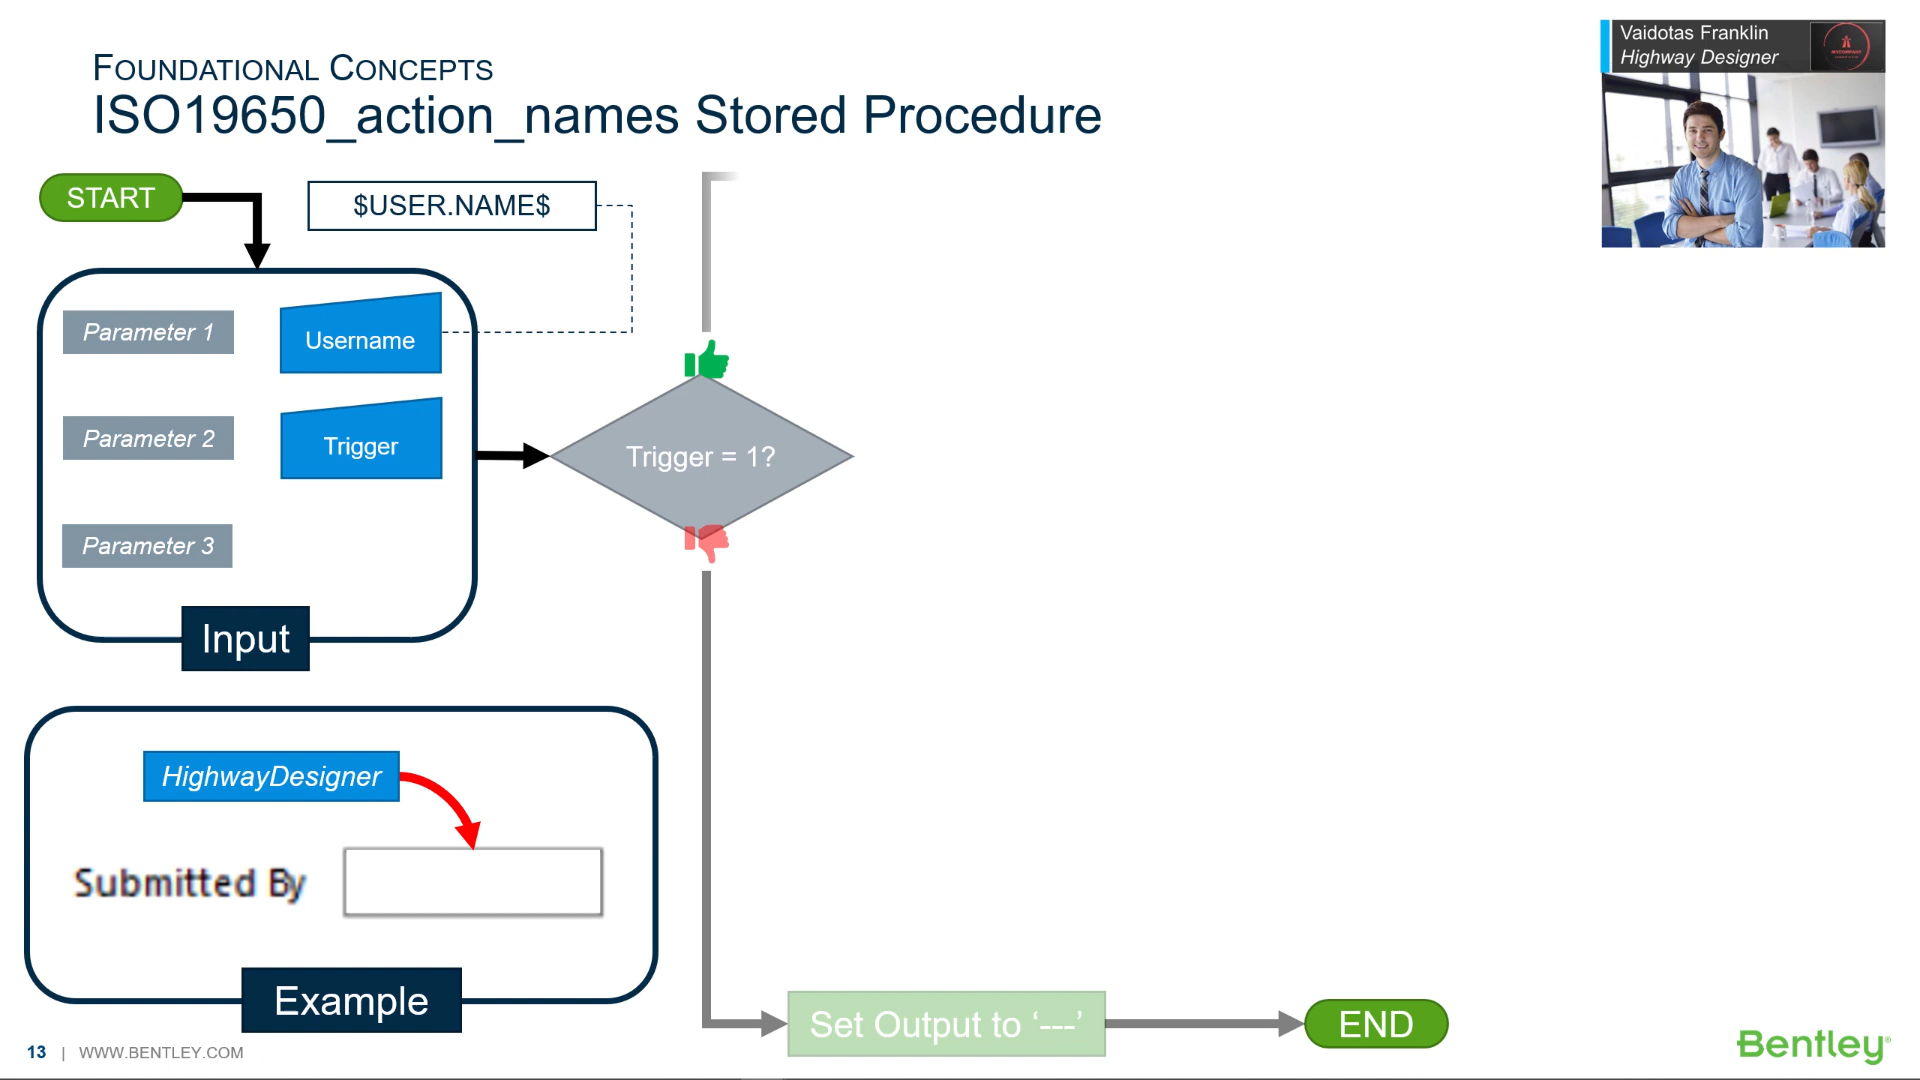 FOUNDATIONAL CONCEPTS
ISO19650_action_names Stored Procedure
Vaidotas Franklin
Highway Designer
START
$USER.NAME$
Parameter 1
Username
Parameter 2
Trigger
Trigger = 1?
Parameter 3
Input
HighwayDesigner
Submitted By
Example
Set Output to ‘---’
END
13 | WWW.BENTLEY.COM
Bentley®